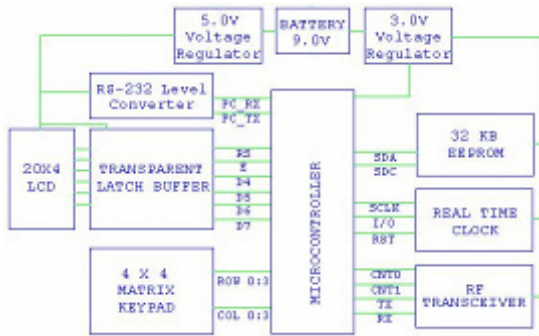 5.0V
Voltage
Regulator
BATTERY
9.0V
3.0V
Voltage
Regulator
RS-232 Level
Converter
PC_RX
PC_TX
20X4
LCD
TRANSPARENT
LATCH BUFFER
RS
E
D4
D5
D6
D7
4 X 4
MATRIX
KEYPAD
ROW 0:3
COL 0:3
MICROCONTROLLER
SDA
SDC
32 KB
EEPROM
SCLK
I/O
RST
REAL TIME
CLOCK
CNT0
CNT1
TX
RX
RF
TRANSCEIVER